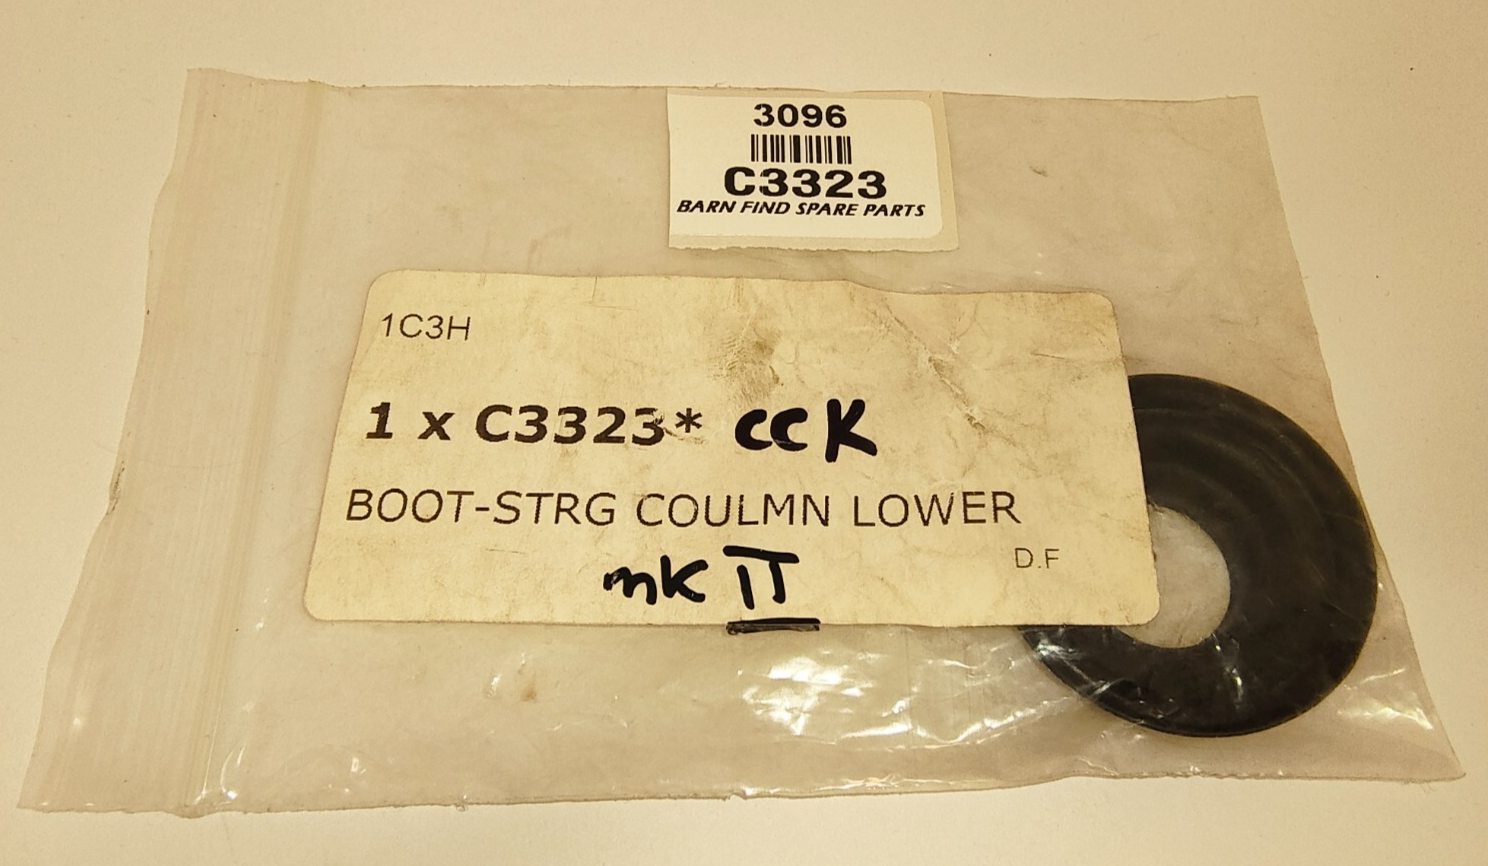 3096
C3323
BARN FIND SPARE PARTS
1C3H
1 x C3323* CCK
BOOT-STRG COULMN LOWER
D.F
mK II